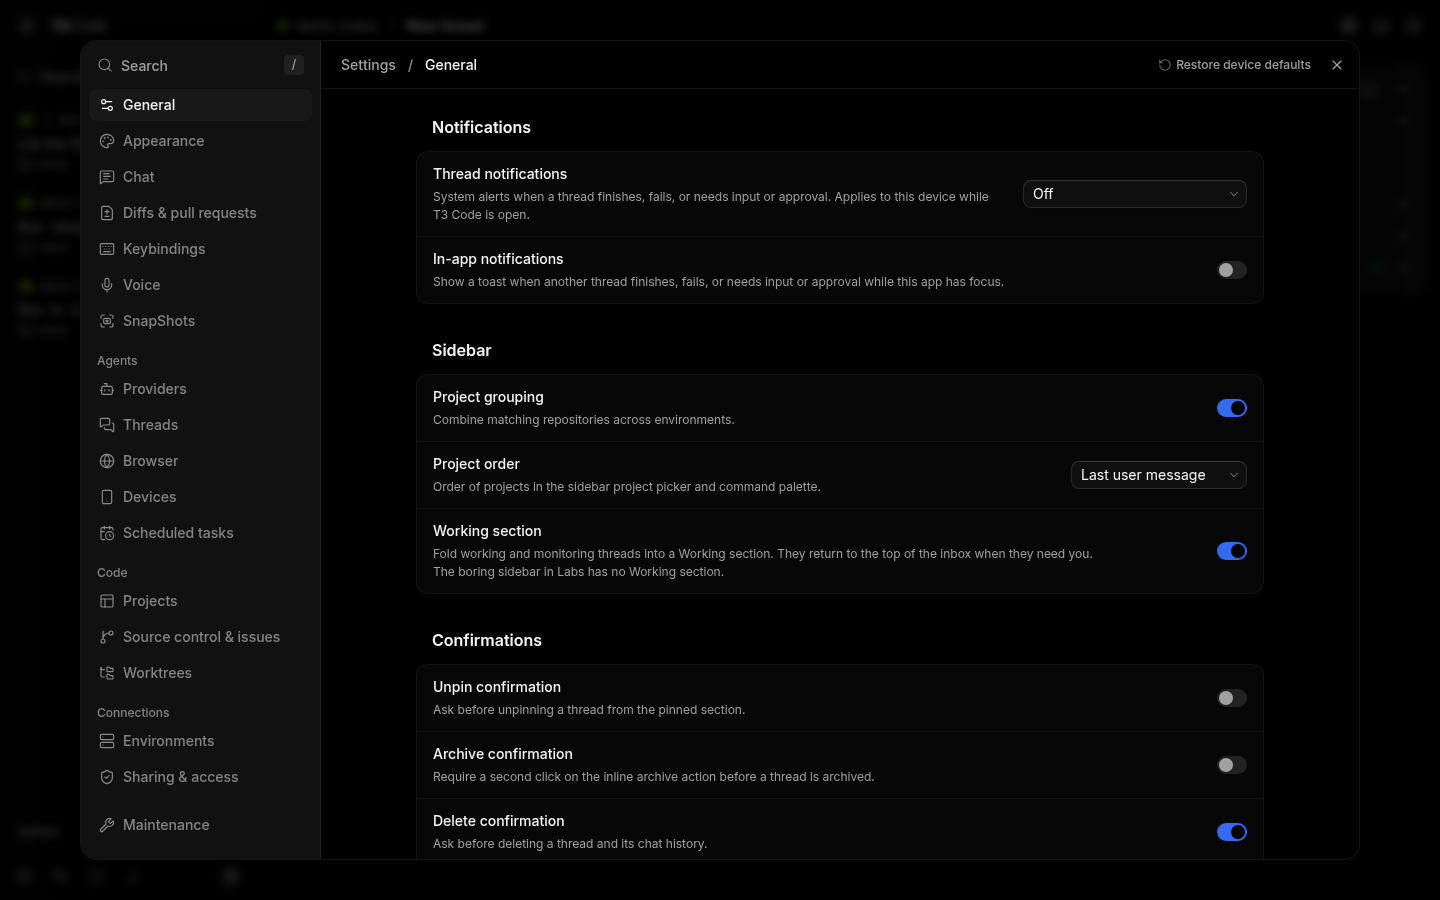 Search /
General
Appearance
Chat
Diffs & pull requests
Keybindings
Voice
SnapShots
Agents
Providers
Threads
Browser
Devices
Scheduled tasks
Code
Projects
Source control & issues
Worktrees
Connections
Environments
Sharing & access
Maintenance
Settings / General
Restore device defaults
Notifications
Thread notifications
System alerts when a thread finishes, fails, or needs input or approval. Applies to this device while
T3 Code is open.
Off
In-app notifications
Show a toast when another thread finishes, fails, or needs input or approval while this app has focus.
Sidebar
Project grouping
Combine matching repositories across environments.
Project order
Order of projects in the sidebar project picker and command palette.
Last user message
Working section
Fold working and monitoring threads into a Working section. They return to the top of the inbox when they need you.
The boring sidebar in Labs has no Working section.
Confirmations
Unpin confirmation
Ask before unpinning a thread from the pinned section.
Archive confirmation
Require a second click on the inline archive action before a thread is archived.
Delete confirmation
Ask before deleting a thread and its chat history.